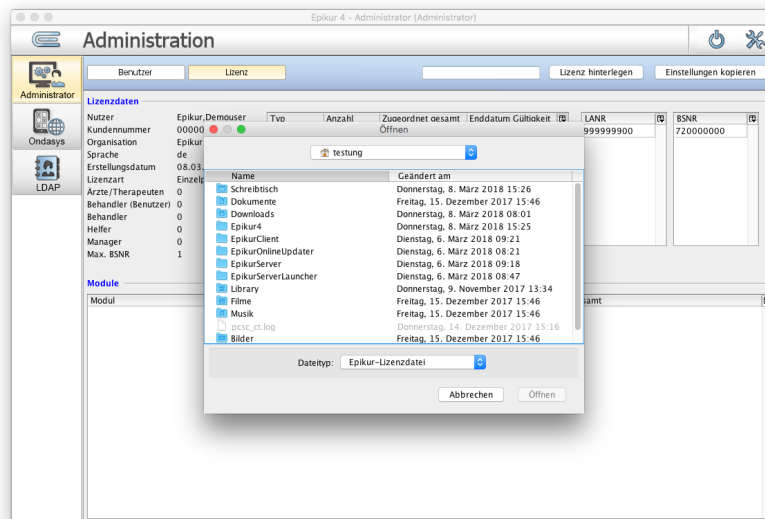 Epikur 4 - Administrator (Administrator)
Administration
Benutzer
Lizenz
Lizenz hinterlegen
Einstellungen kopieren
Administrator
Ondasys
LDAP
Lizenzdaten
Nutzer Epikur,Demouser
Kundennummer 00000
Organisation Epikur
Sprache de
Erstellungsdatum 08.03.
Lizenzart Einzelp
Ärzte/Therapeuten 0
Behandler (Benutzer) 0
Behandler 0
Helfer 0
Manager 0
Max. BSNR 1
Typ Anzahl Zugeordnet gesamt Enddatum Gültigkeit
LANR
999999900
BSNR
720000000
Module
Modul
samt
Öffnen
testung
Name Geändert am
Schreibtisch Donnerstag, 8. März 2018 15:26
Dokumente Freitag, 15. Dezember 2017 15:46
Downloads Donnerstag, 8. März 2018 08:01
Epikur4 Donnerstag, 8. März 2018 15:25
EpikurClient Dienstag, 6. März 2018 09:21
EpikurOnlineUpdater Dienstag, 6. März 2018 08:21
EpikurServer Dienstag, 6. März 2018 09:18
EpikurServerLauncher Dienstag, 6. März 2018 08:47
Library Donnerstag, 9. November 2017 13:34
Filme Freitag, 15. Dezember 2017 15:46
Musik Freitag, 15. Dezember 2017 15:46
pcsc_ct.log Donnerstag, 14. Dezember 2017 15:16
Bilder Freitag, 15. Dezember 2017 15:46
Dateityp: Epikur-Lizenzdatei
Abbrechen
Öffnen